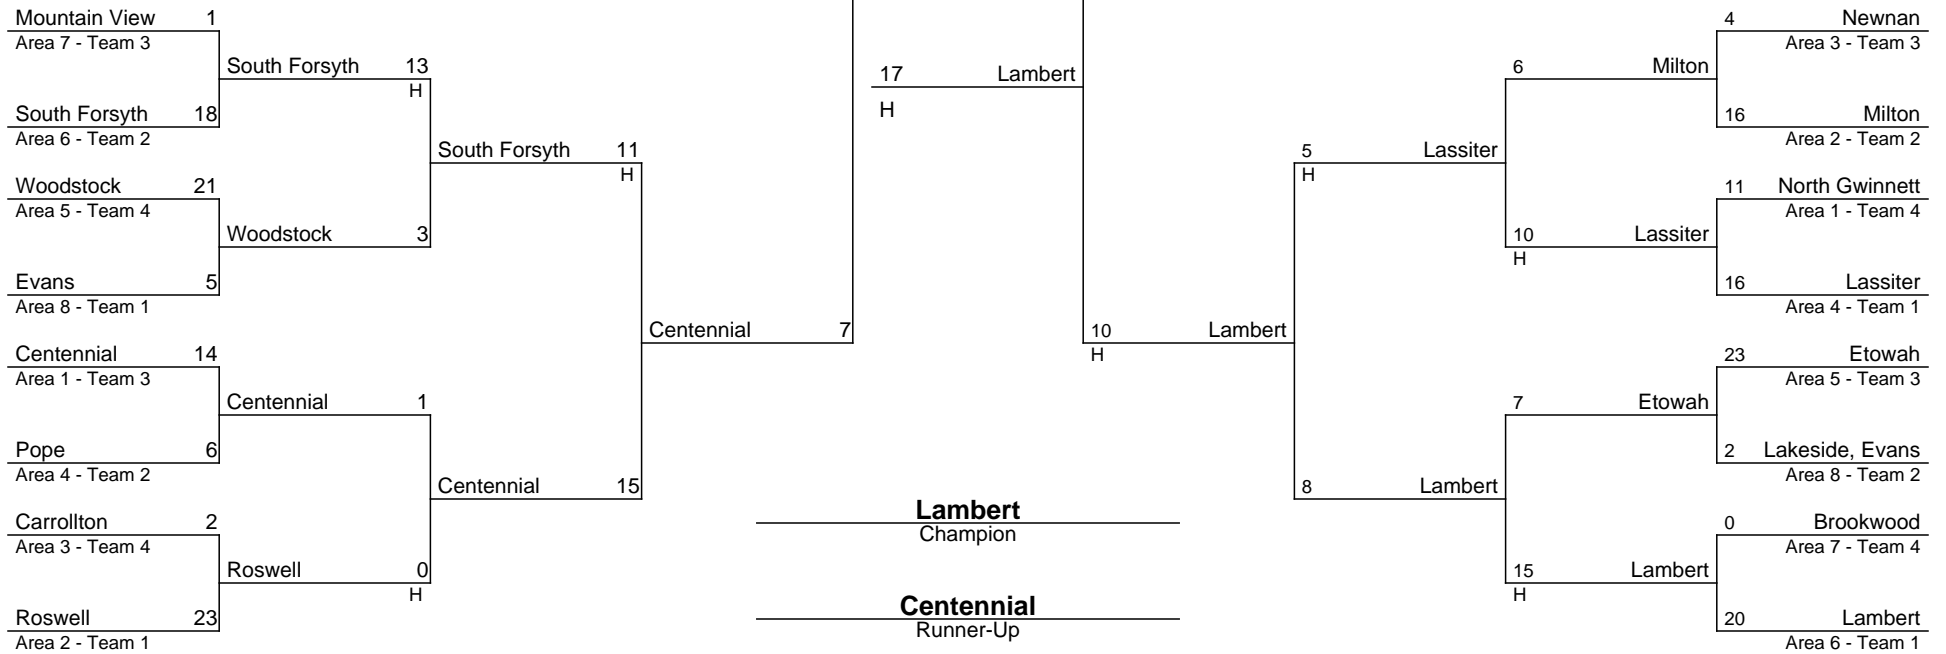 Mountain View 1
Area 7 - Team 3
South Forsyth 13
H
South Forsyth 18
Area 6 - Team 2
South Forsyth 11
H
Woodstock 21
Area 5 - Team 4
Woodstock 3
Evans 5
Area 8 - Team 1
Centennial 7
Centennial 14
Area 1 - Team 3
Centennial 1
Pope 6
Area 4 - Team 2
Centennial 15
Carrollton 2
Area 3 - Team 4
Roswell 0
H
Roswell 23
Area 2 - Team 1
17 Lambert
H
Lambert
Champion
Centennial
Runner-Up
4 Newnan
Area 3 - Team 3
6 Milton
16 Milton
Area 2 - Team 2
5 Lassiter
H
11 North Gwinnett
Area 1 - Team 4
10 Lassiter
H
16 Lassiter
Area 4 - Team 1
10 Lambert
H
23 Etowah
Area 5 - Team 3
7 Etowah
2 Lakeside, Evans
Area 8 - Team 2
8 Lambert
0 Brookwood
Area 7 - Team 4
15 Lambert
H
20 Lambert
Area 6 - Team 1